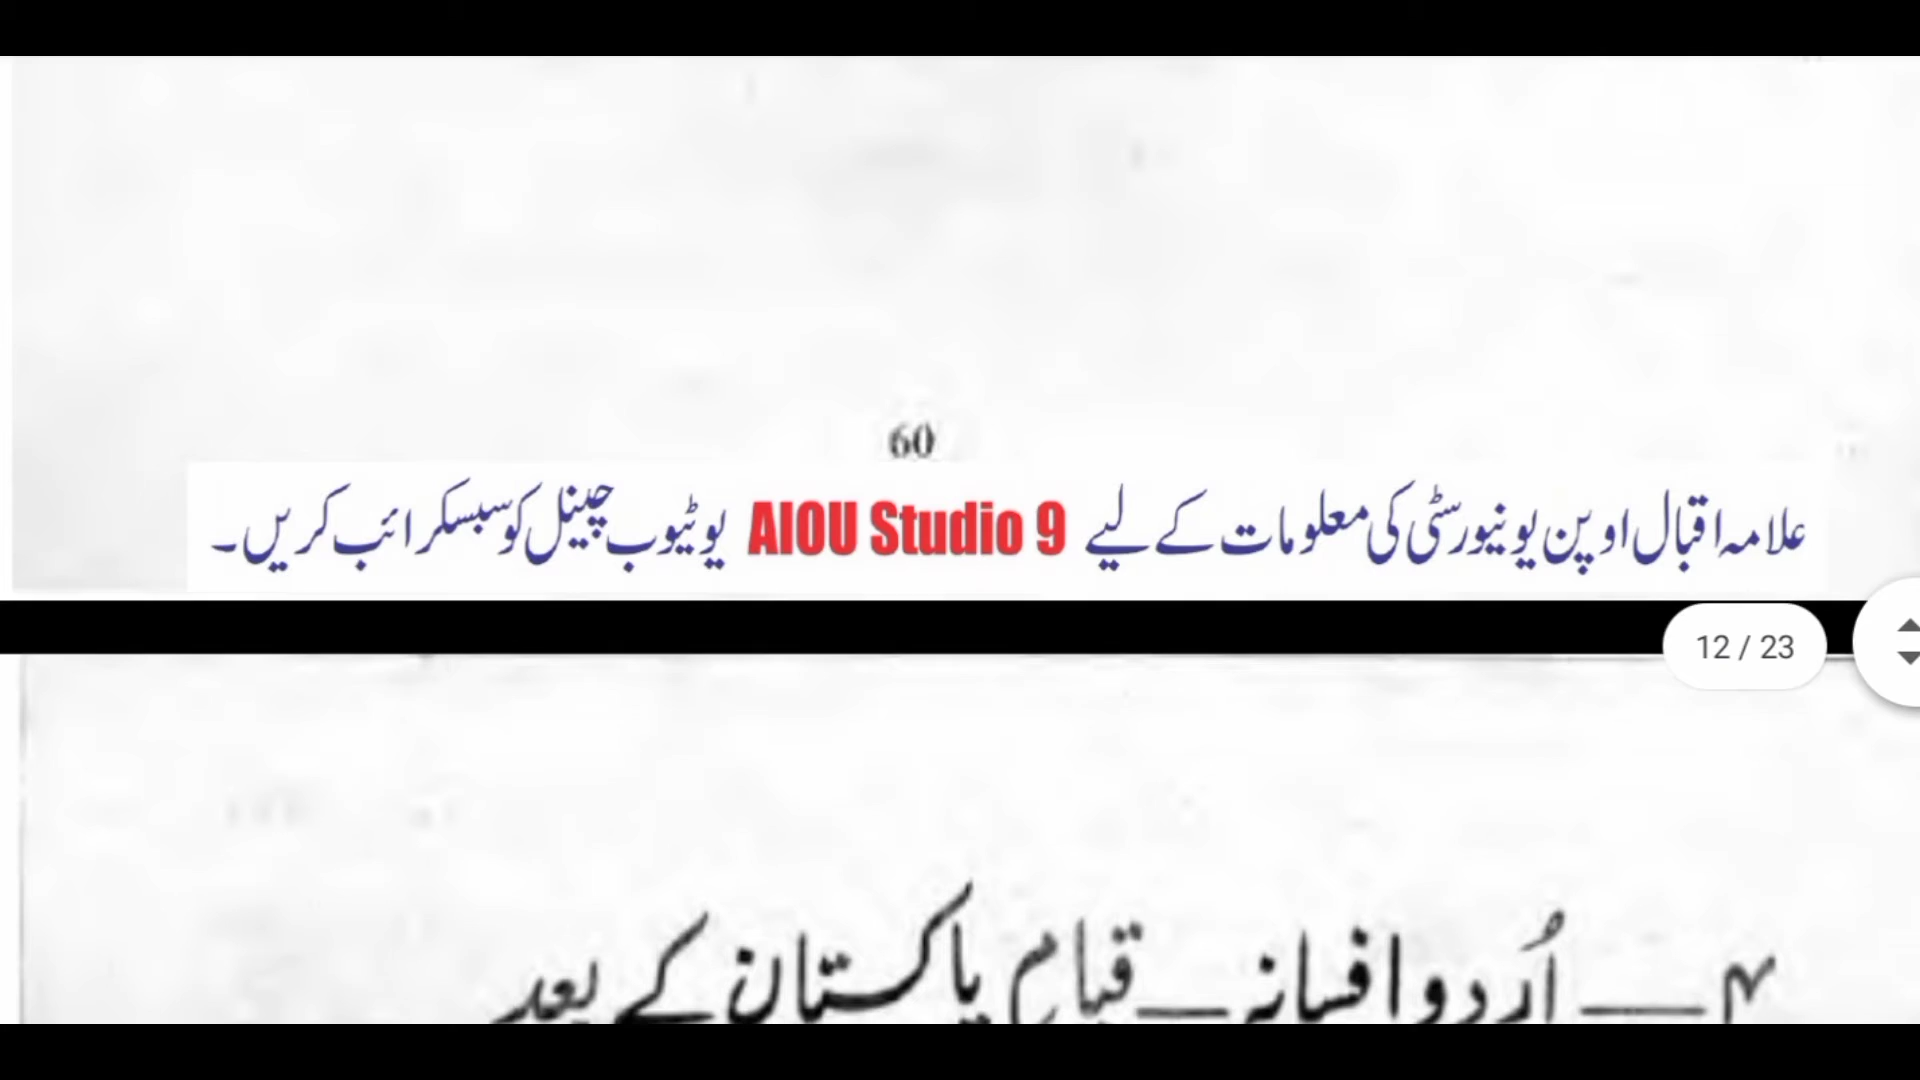 60
علامہ اقبال اوپن یونیورسٹی کی معلومات کے لیے AIOU Studio 9 یوٹیوب چینل کو سبسکرائب کریں۔
12 / 23
۴ — اُردو افسانہ — قیامِ پاکستان کے بعد